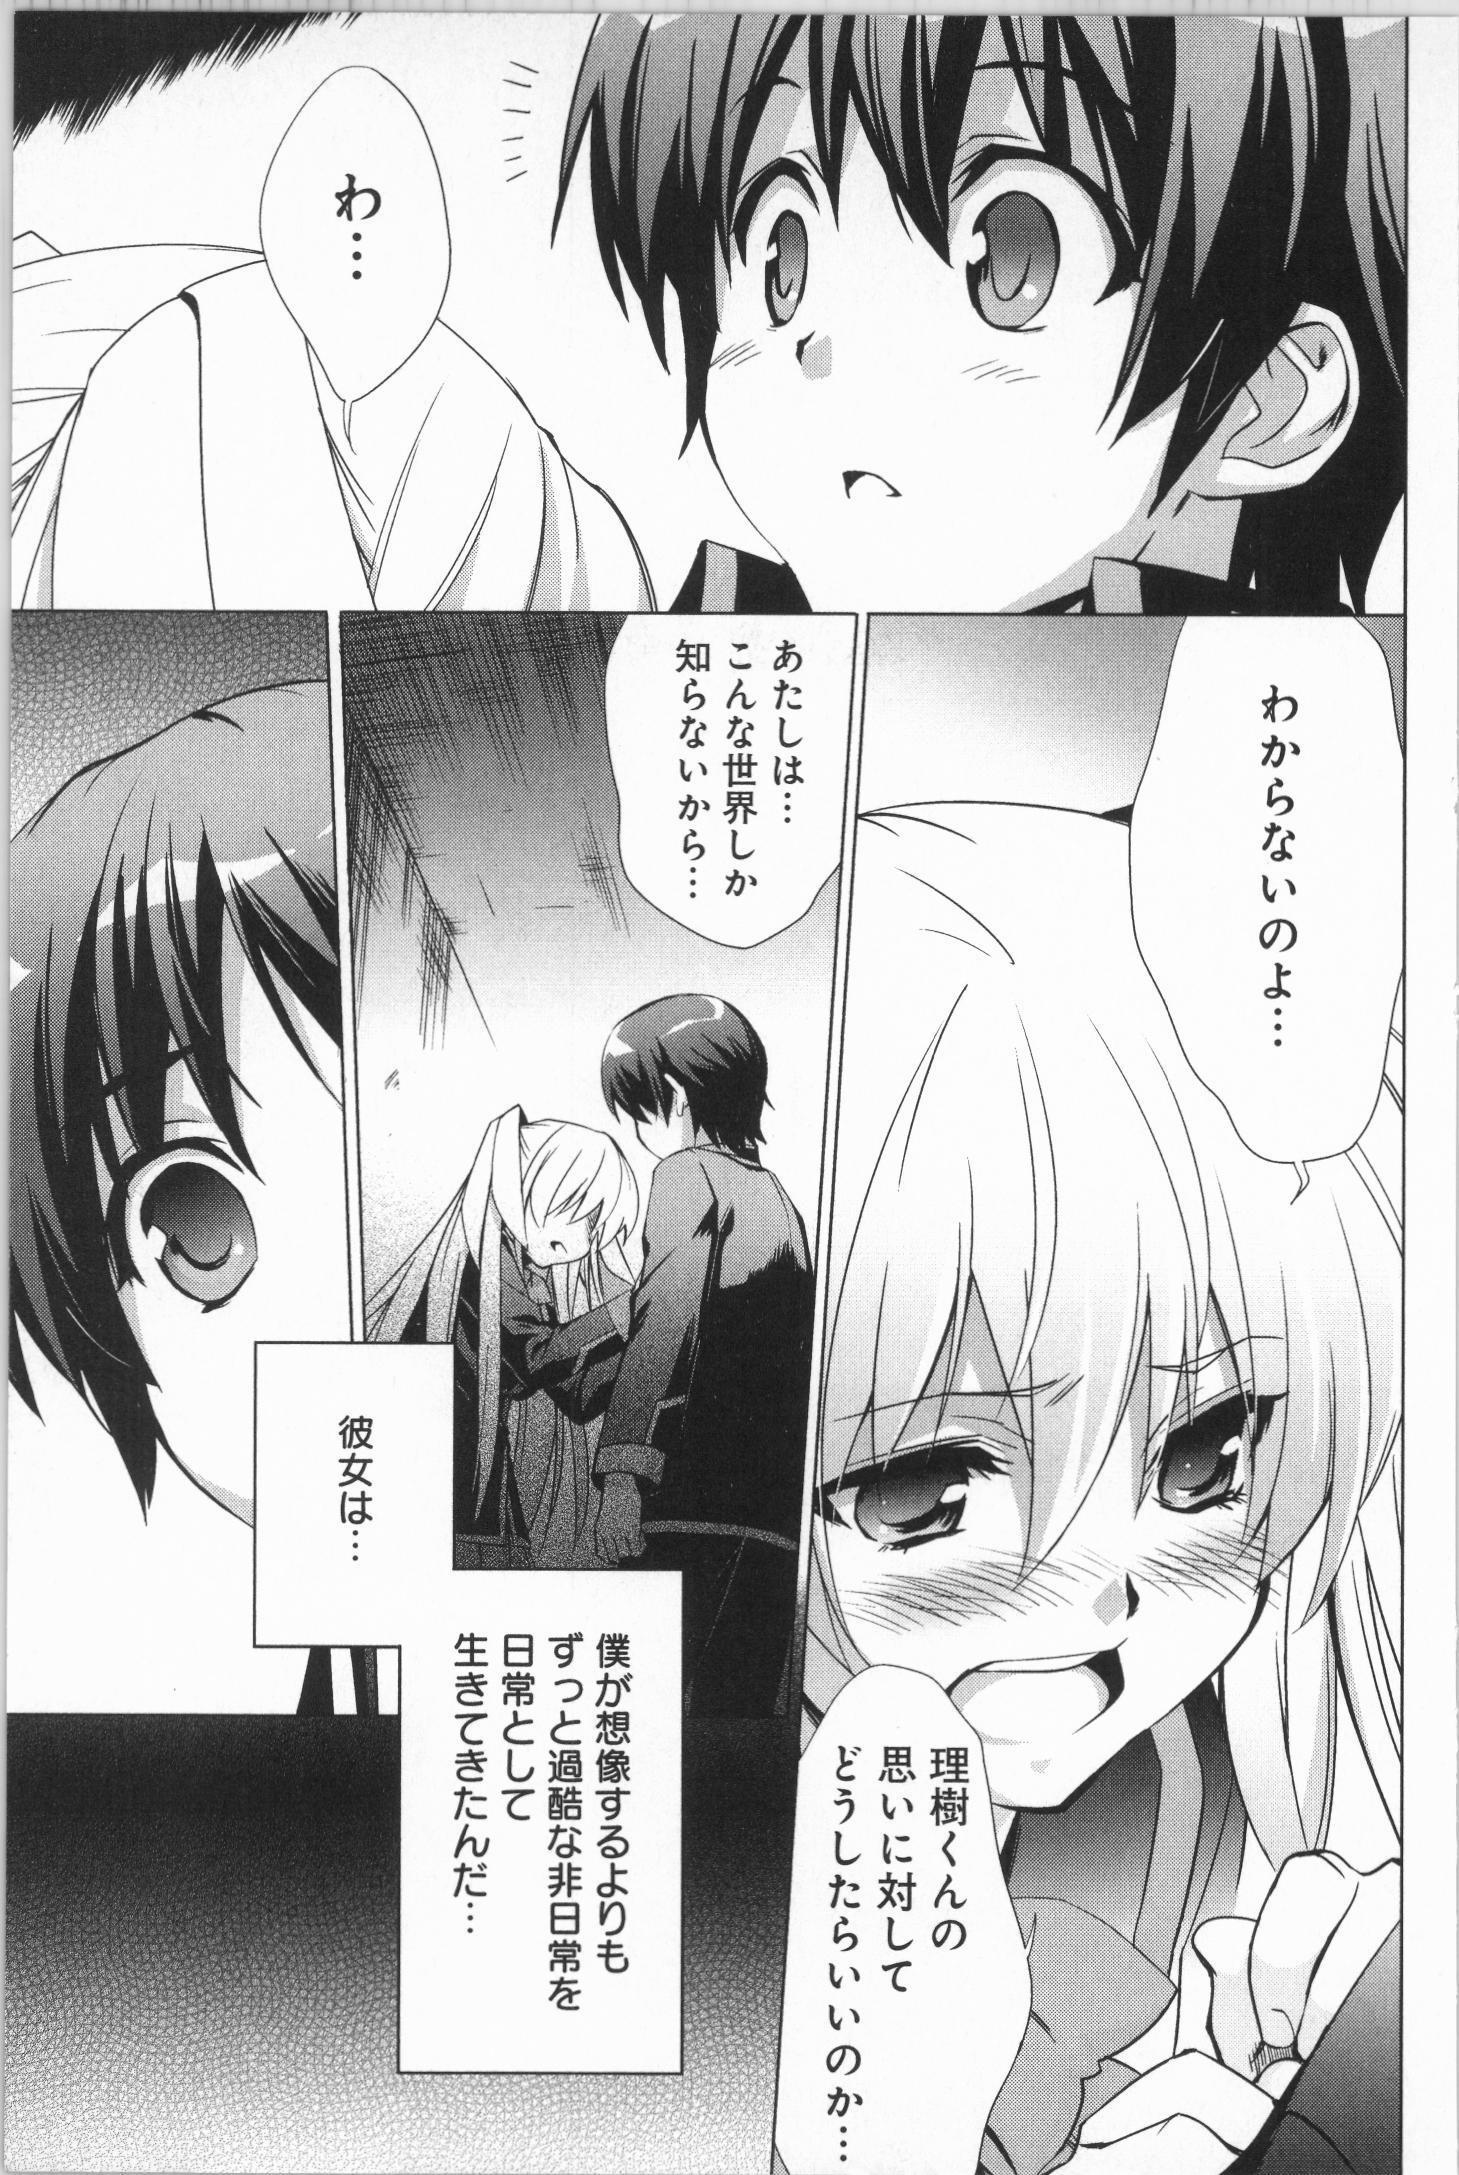 わ…
わからないのよ…
理樹くんの
思いに対して
どうしたらいいのか…
あたしは…
こんな世界しか
知らないから…
彼女は…
僕が想像するよりも
ずっと過酷な非日常を
日常として
生きてきたんだ…